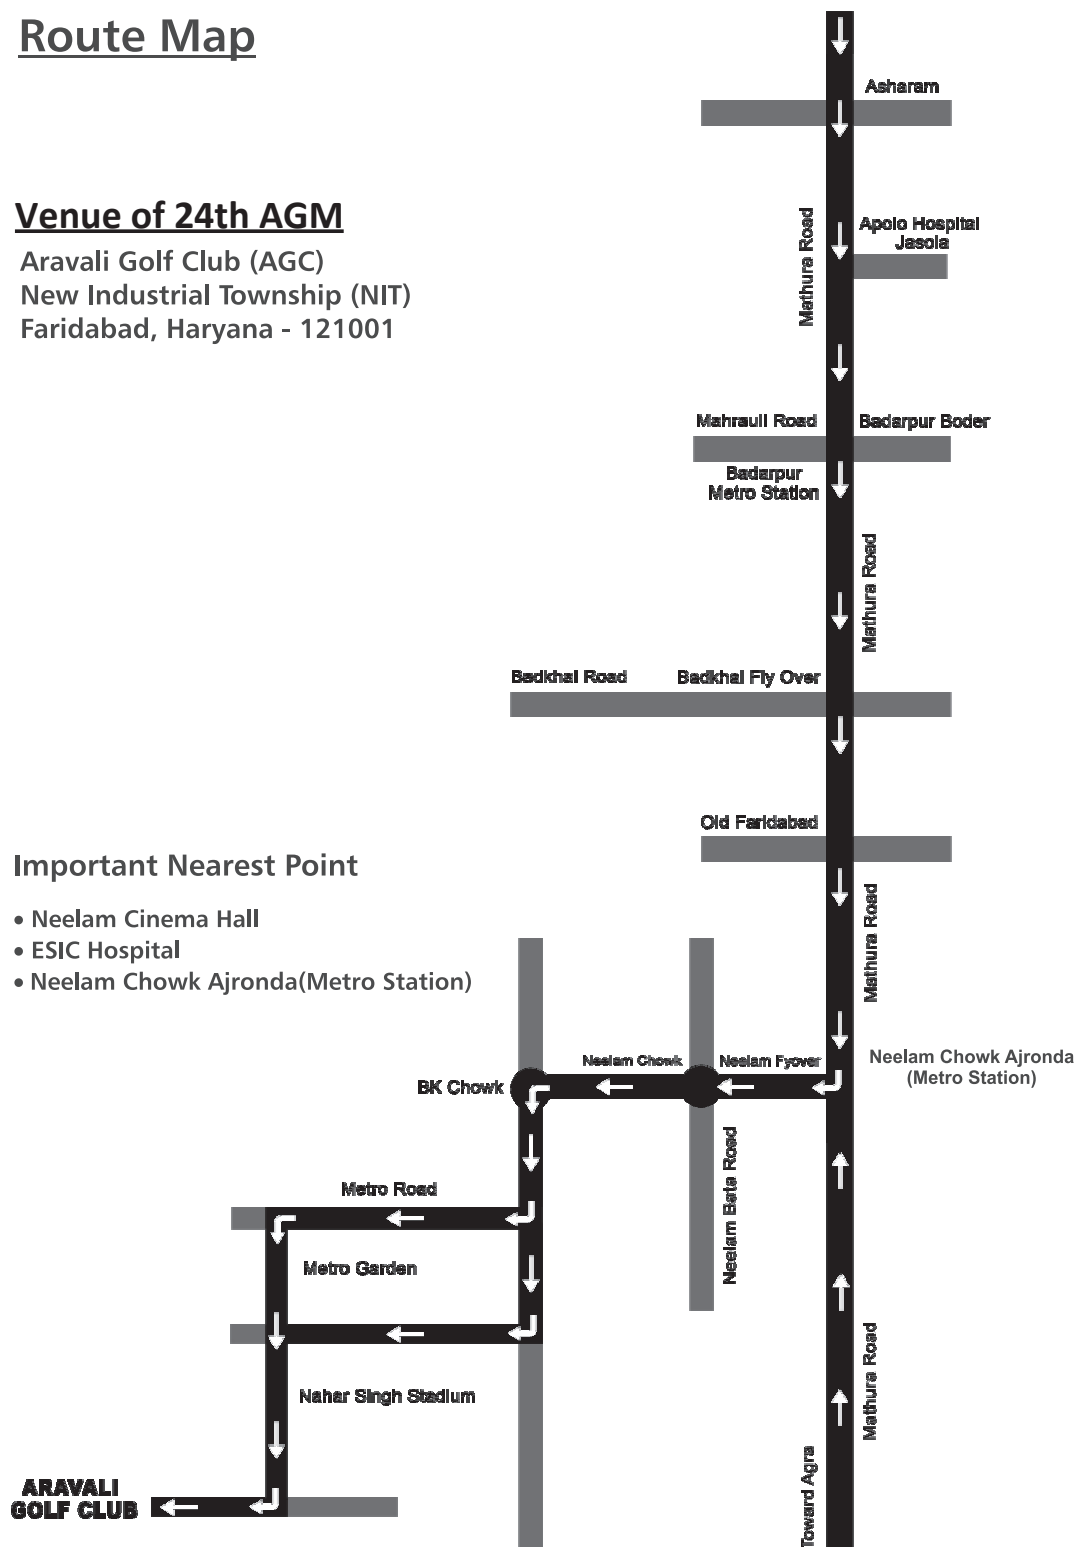 Route Map
Asharam
Venue of 24th AGM
Aravali Golf Club (AGC)
New Industrial Township (NIT)
Faridabad, Haryana - 121001
Mathura Road
Apolo Hospital
Jasola
Mahrauli Road
Badarpur Boder
Badarpur
Metro Station
Mathura Road
Badkhal Road
Badkhal Fly Over
Old Faridabad
Important Nearest Point
• Neelam Cinema Hall
• ESIC Hospital
• Neelam Chowk Ajronda(Metro Station)
Mathura Road
Neelam Chowk
Neelam Fyover
Neelam Chowk Ajronda
(Metro Station)
BK Chowk
Neelam Bata Road
Metro Road
Metro Garden
Nahar Singh Stadium
Mathura Road
Toward Agra
ARAVALI
GOLF CLUB